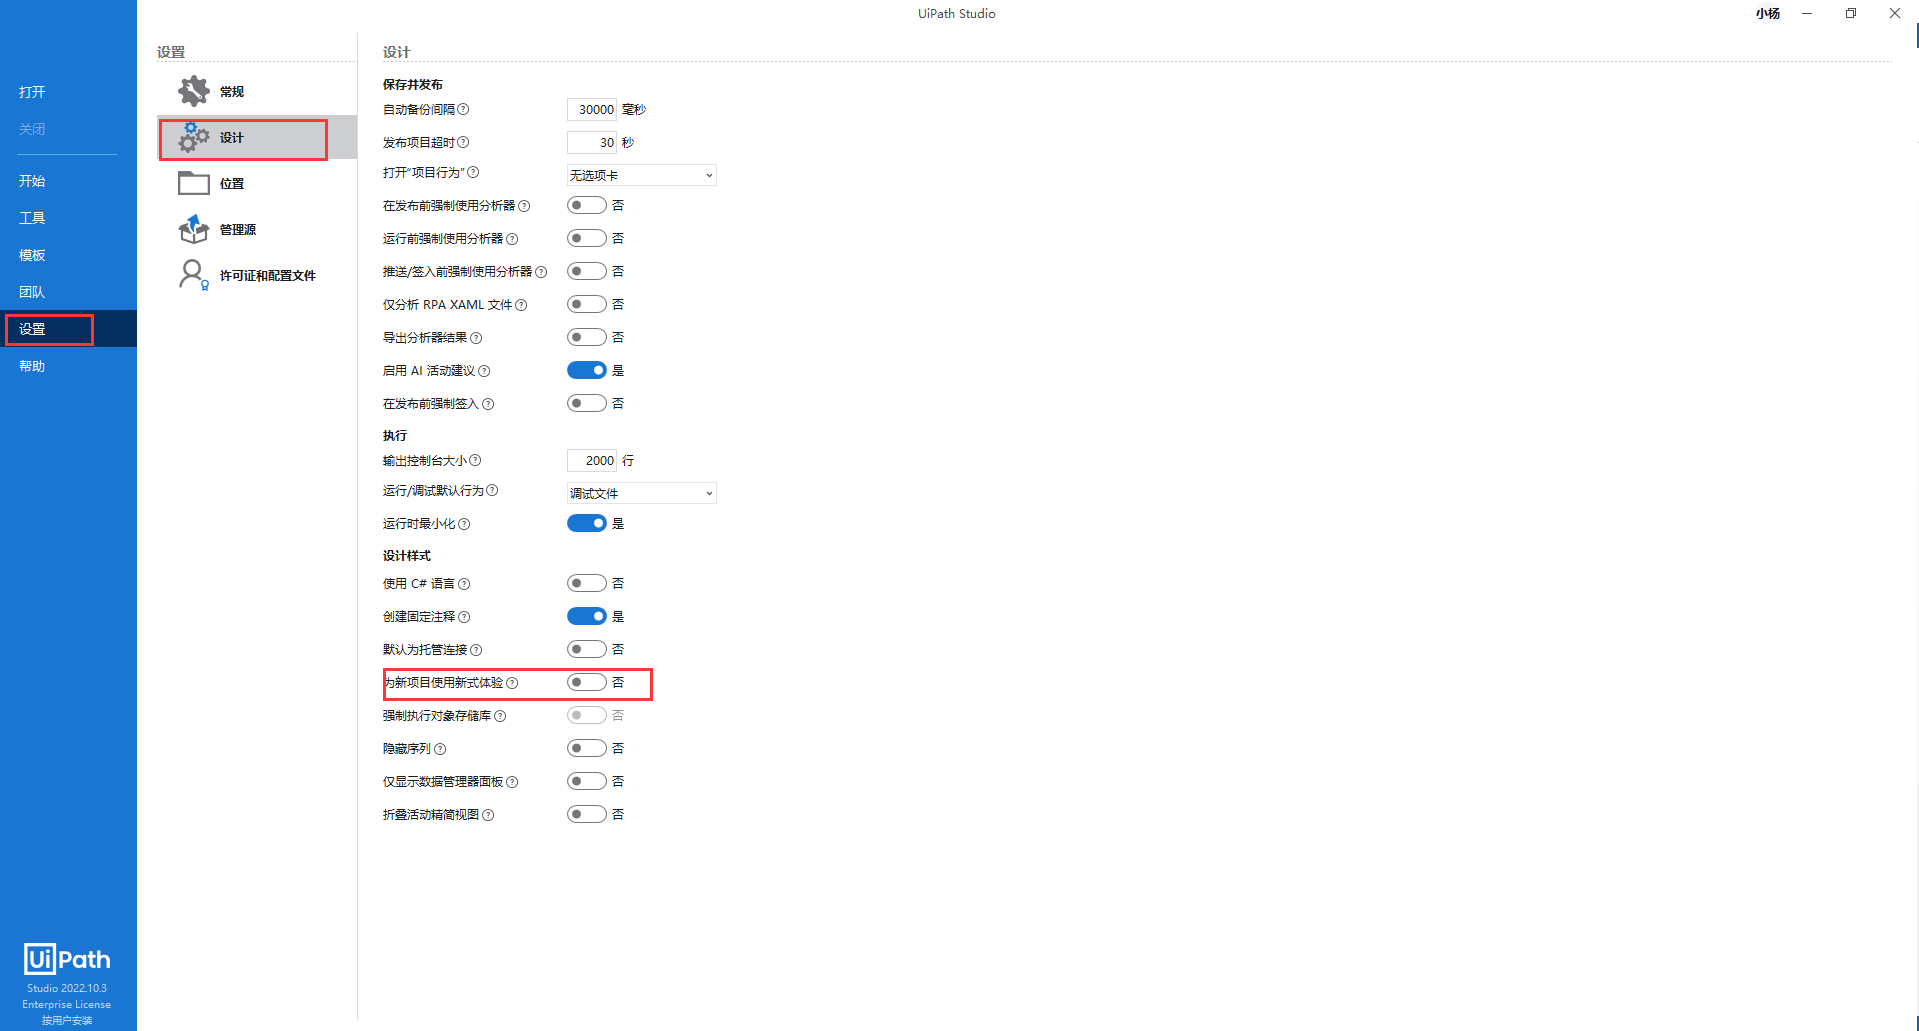 UiPath Studio
小杨
打开
关闭
开始
工具
模板
团队
设置
帮助
UiPath
Studio 2022.10.3
Enterprise License
按用户安装
设置
常规
设计
位置
管理源
许可证和配置文件
设计
保存并发布
自动备份间隔 30000 毫秒
发布项目超时 30 秒
打开“项目行为” 无选项卡
在发布前强制使用分析器 否
运行前强制使用分析器 否
推送/签入前强制使用分析器 否
仅分析 RPA XAML 文件 否
导出分析器结果 否
启用 AI 活动建议 是
在发布前强制签入 否
执行
输出控制台大小 2000 行
运行/调试默认行为 调试文件
运行时最小化 是
设计样式
使用 C# 语言 否
创建固定注释 是
默认为托管连接 否
为新项目使用新式体验 否
强制执行对象存储库 否
隐藏序列 否
仅显示数据管理器面板 否
折叠活动精简视图 否